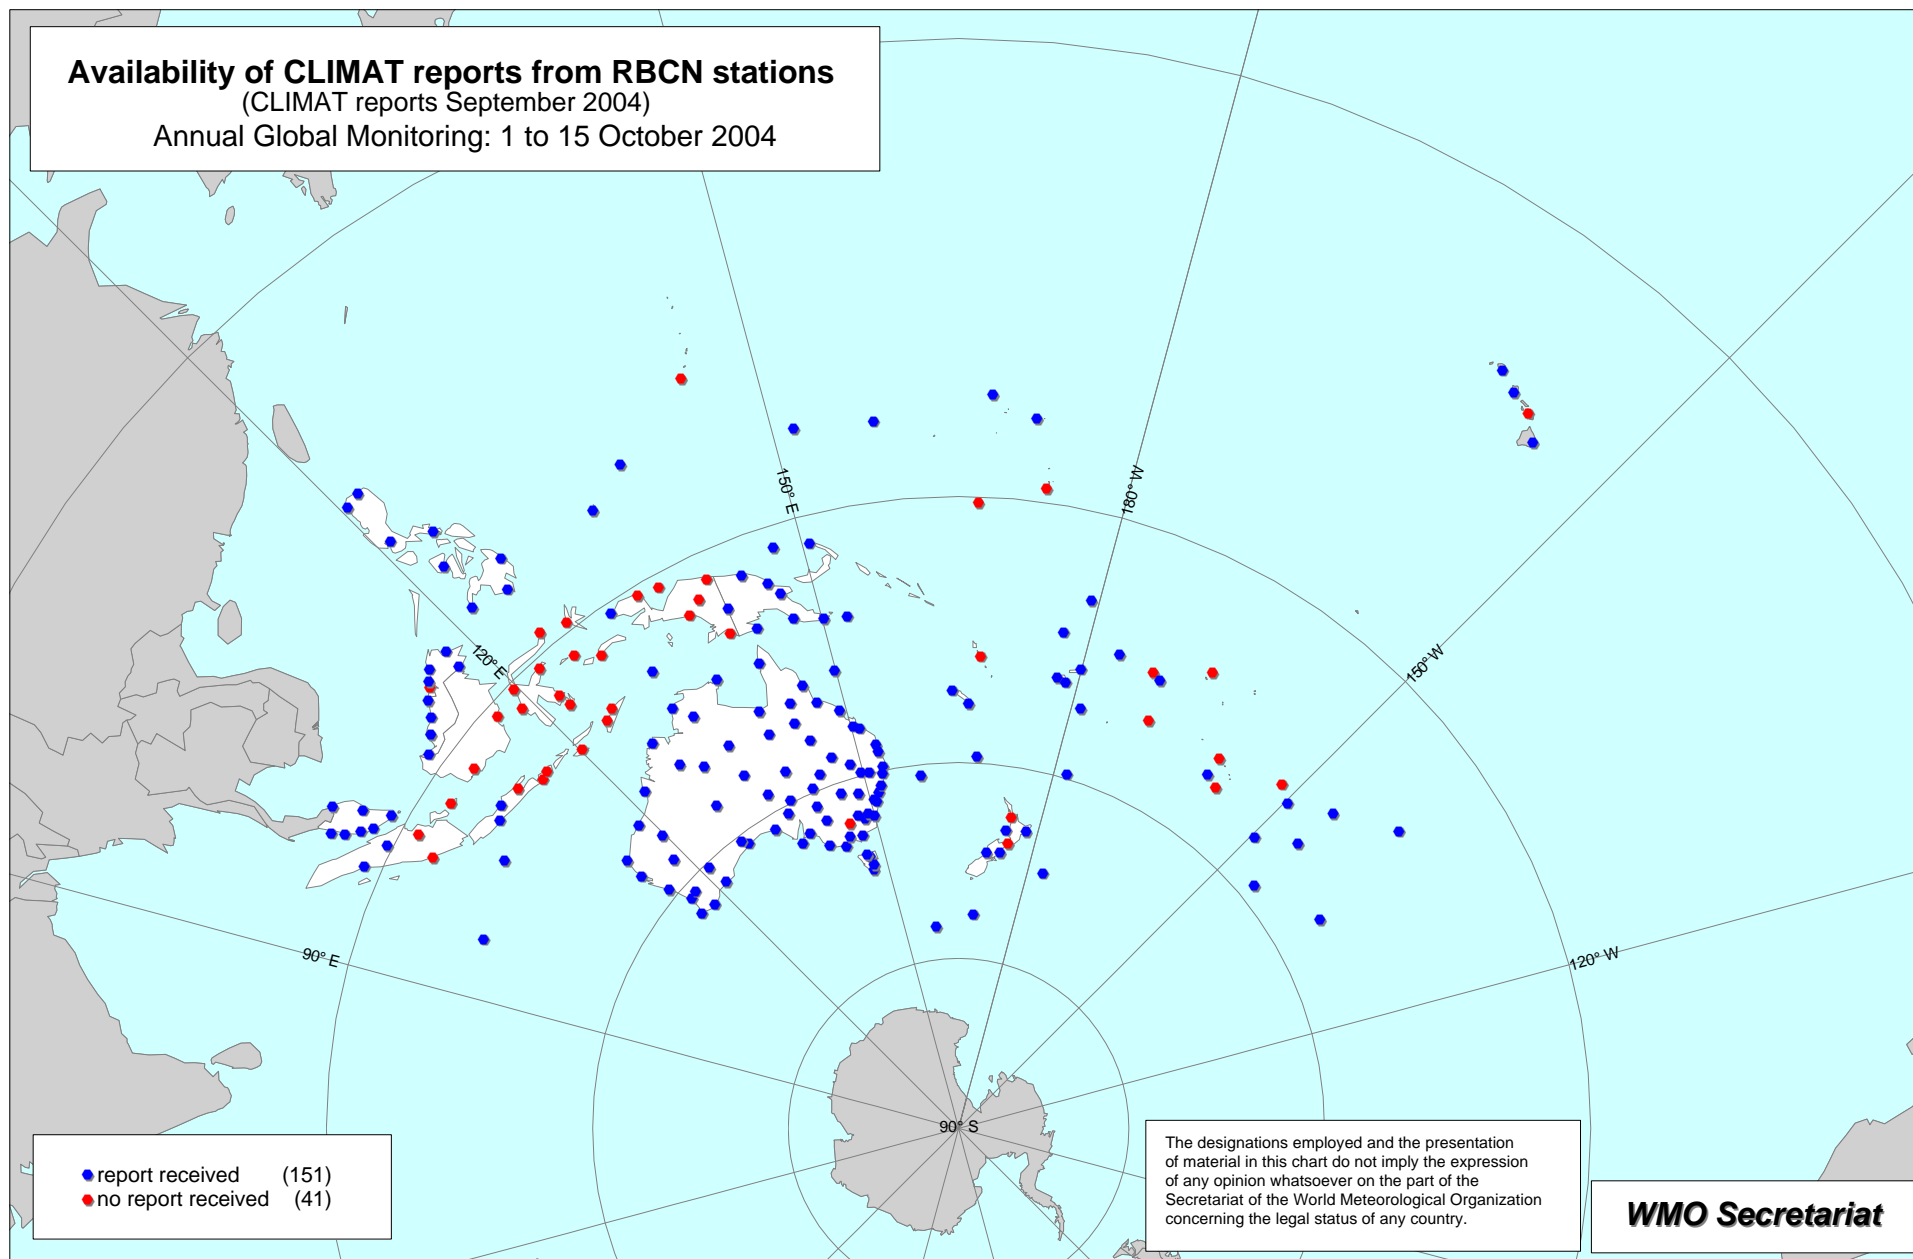 Availability of CLIMAT reports from RBCN stations
(CLIMAT reports September 2004)
Annual Global Monitoring: 1 to 15 October 2004
150° E
180° W
120° E
150° W
90° E
120° W
90° S
report received (151)
no report received (41)
The designations employed and the presentation
of material in this chart do not imply the expression
of any opinion whatsoever on the part of the
Secretariat of the World Meteorological Organization
concerning the legal status of any country.
WMO Secretariat